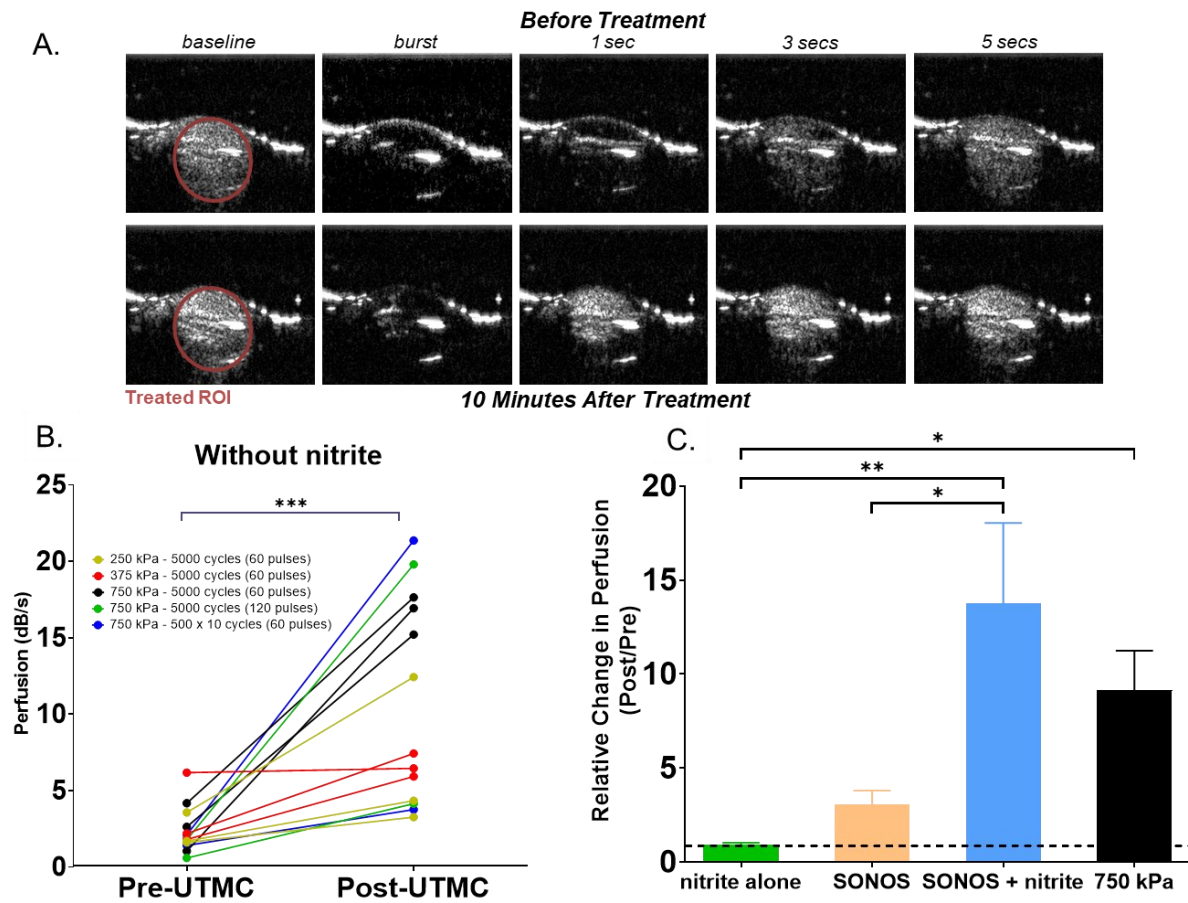 A.
Before Treatment
baseline burst 1 sec 3 secs 5 secs
Treated ROI
10 Minutes After Treatment
B.
Without nitrite
***
25
20
15
10
5
0
Perfusion (dB/s)
250 kPa - 5000 cycles (60 pulses)
375 kPa - 5000 cycles (60 pulses)
750 kPa - 5000 cycles (60 pulses)
750 kPa - 5000 cycles (120 pulses)
750 kPa - 500 x 10 cycles (60 pulses)
Pre-UTMC Post-UTMC
C.
*
**
*
20
15
10
5
0
Relative Change in Perfusion
(Post/Pre)
nitrite alone SONOS SONOS + nitrite 750 kPa